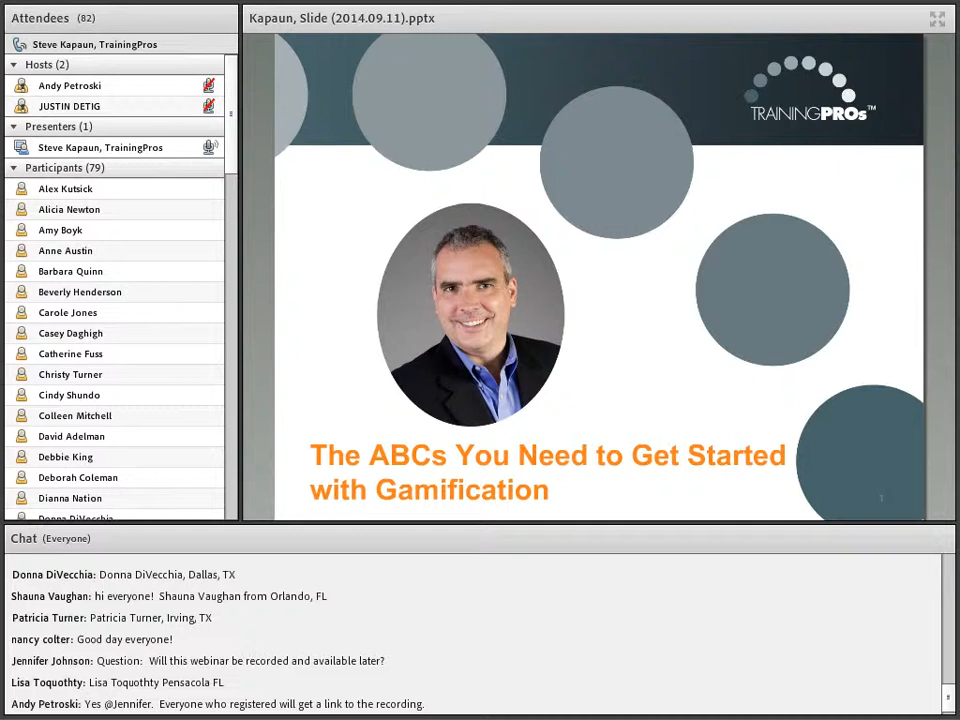 Attendees (82)
Steve Kapaun, TrainingPros
Hosts (2)
Andy Petroski
JUSTIN DETIG
Presenters (1)
Steve Kapaun, TrainingPros
Participants (79)
Alex Kutsick
Alicia Newton
Amy Boyk
Anne Austin
Barbara Quinn
Beverly Henderson
Carole Jones
Casey Daghigh
Catherine Fuss
Christy Turner
Cindy Shundo
Colleen Mitchell
David Adelman
Debbie King
Deborah Coleman
Dianna Nation
Donna DiVecchia
Kapaun, Slide (2014.09.11).pptx
TRAININGPROs™
The ABCs You Need to Get Started
with Gamification
1
Chat (Everyone)
Donna DiVecchia: Donna DiVecchia, Dallas, TX
Shauna Vaughan: hi everyone!  Shauna Vaughan from Orlando, FL
Patricia Turner: Patricia Turner, Irving, TX
nancy colter: Good day everyone!
Jennifer Johnson: Question:  Will this webinar be recorded and available later?
Lisa Toquothty: Lisa Toquothty Pensacola FL
Andy Petroski: Yes @Jennifer.  Everyone who registered will get a link to the recording.